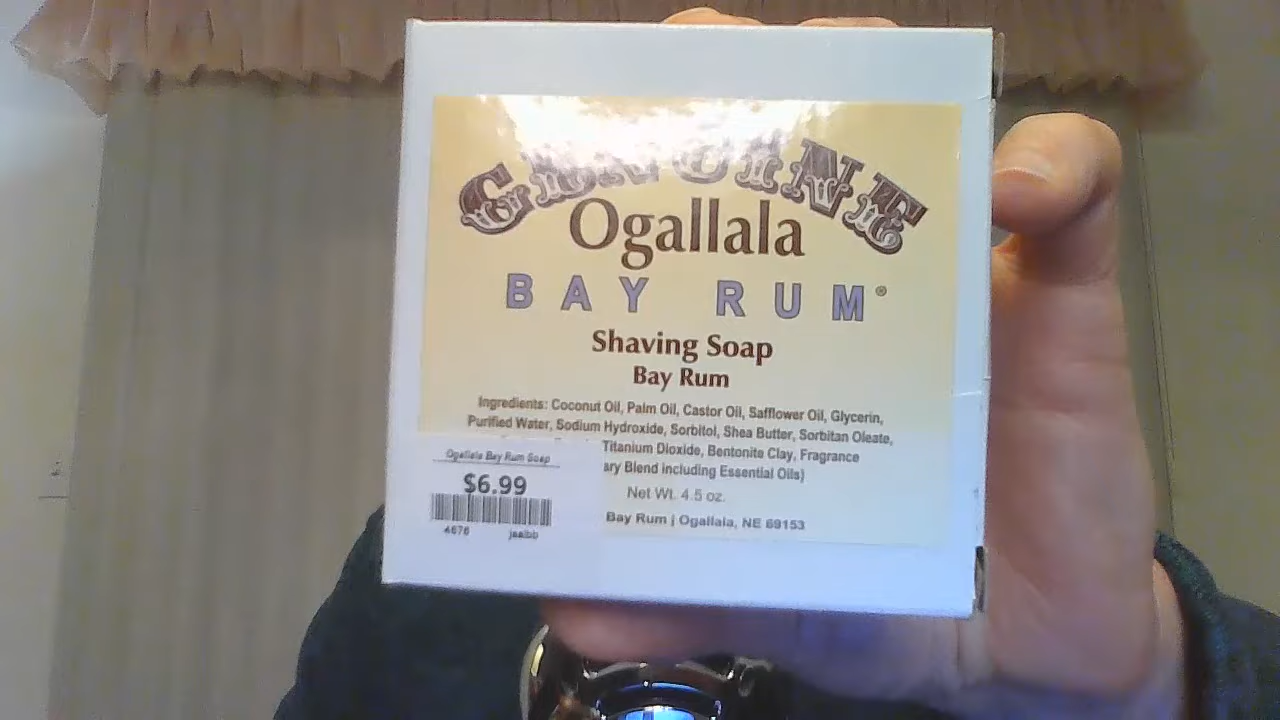 GENUINE
Ogallala
BAY RUM®
Shaving Soap
Bay Rum
Ingredients: Coconut Oil, Palm Oil, Castor Oil, Safflower Oil, Glycerin,
Purified Water, Sodium Hydroxide, Sorbitol, Shea Butter, Sorbitan Oleate,
Titanium Dioxide, Bentonite Clay, Fragrance
ary Blend including Essential Oils)
Net Wt. 4.5 oz.
Bay Rum | Ogallala, NE 69153
Ogallala Bay Rum Soap
$6.99
4676